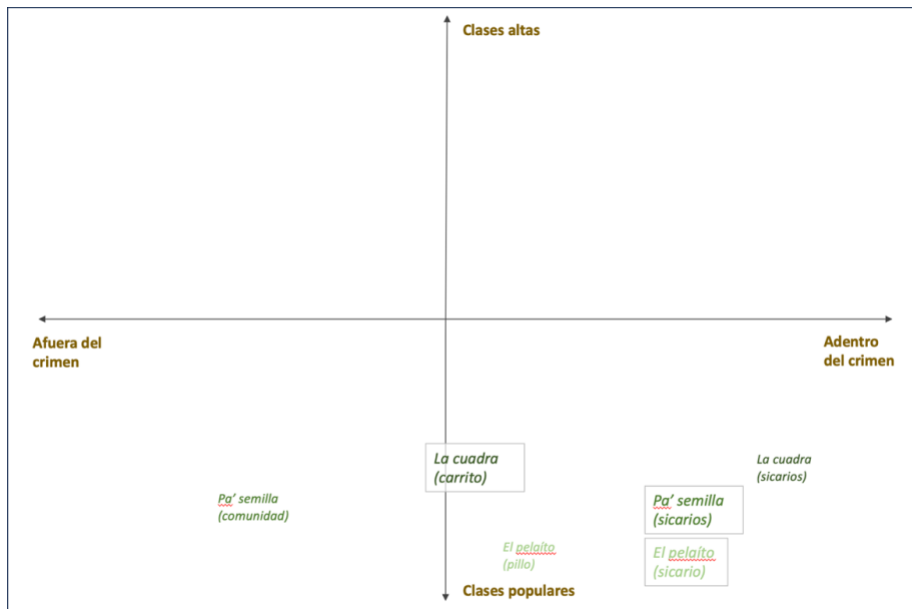 Clases altas
Afuera del
crimen
Adentro
del crimen
La cuadra
(carrito)
La cuadra
(sicarios)
Pa’ semilla
(comunidad)
Pa’ semilla
(sicarios)
El pelaíto
(pillo)
El pelaíto
(sicario)
Clases populares